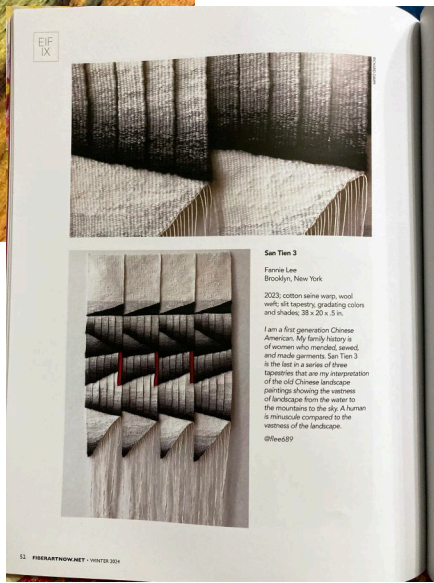 EIF
IX
San Tien 3
Fannie Lee
Brooklyn, New York
2023; cotton seine warp, wool
weft; slit tapestry, gradating colors
and shades; 38 x 20 x .5 in.
I am a first generation Chinese
American. My family history is
of women who mended, sewed,
and made garments. San Tien 3
is the last in a series of three
tapestries that are my interpretation
of the old Chinese landscape
paintings showing the vastness
of landscape from the water to
the mountains to the sky. A human
is minuscule compared to the
vastness of the landscape.
@flee689
52 FIBERARTNOW.NET • WINTER 2024